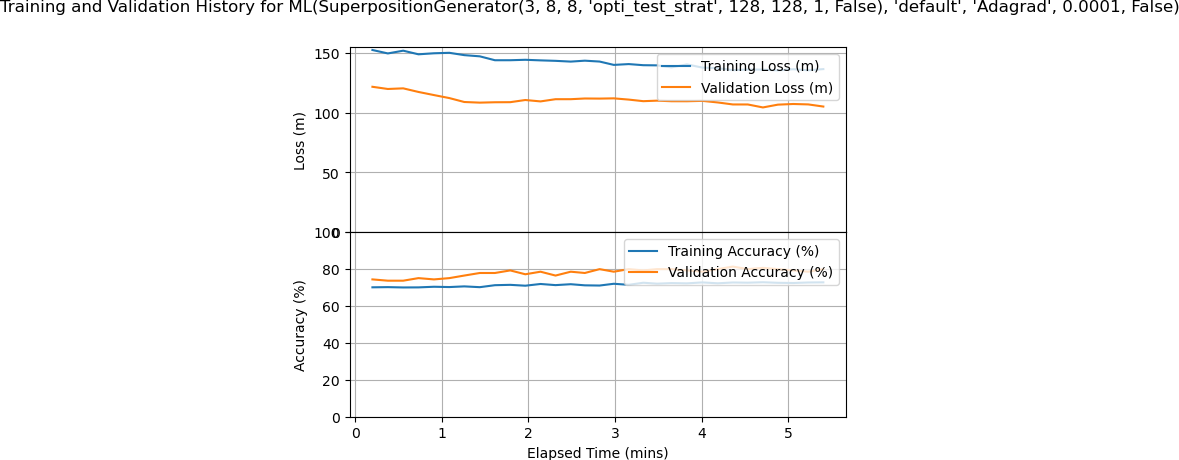 Training and Validation History for ML(SuperpositionGenerator(3, 8, 8, 'opti_test_strat', 128, 128, 1, False), 'default', 'Adagrad', 0.0001, False)
150
100
50
0
Loss (m)
Training Loss (m)
Validation Loss (m)
100
80
60
40
20
0
Accuracy (%)
Training Accuracy (%)
Validation Accuracy (%)
0 1 2 3 4 5
Elapsed Time (mins)